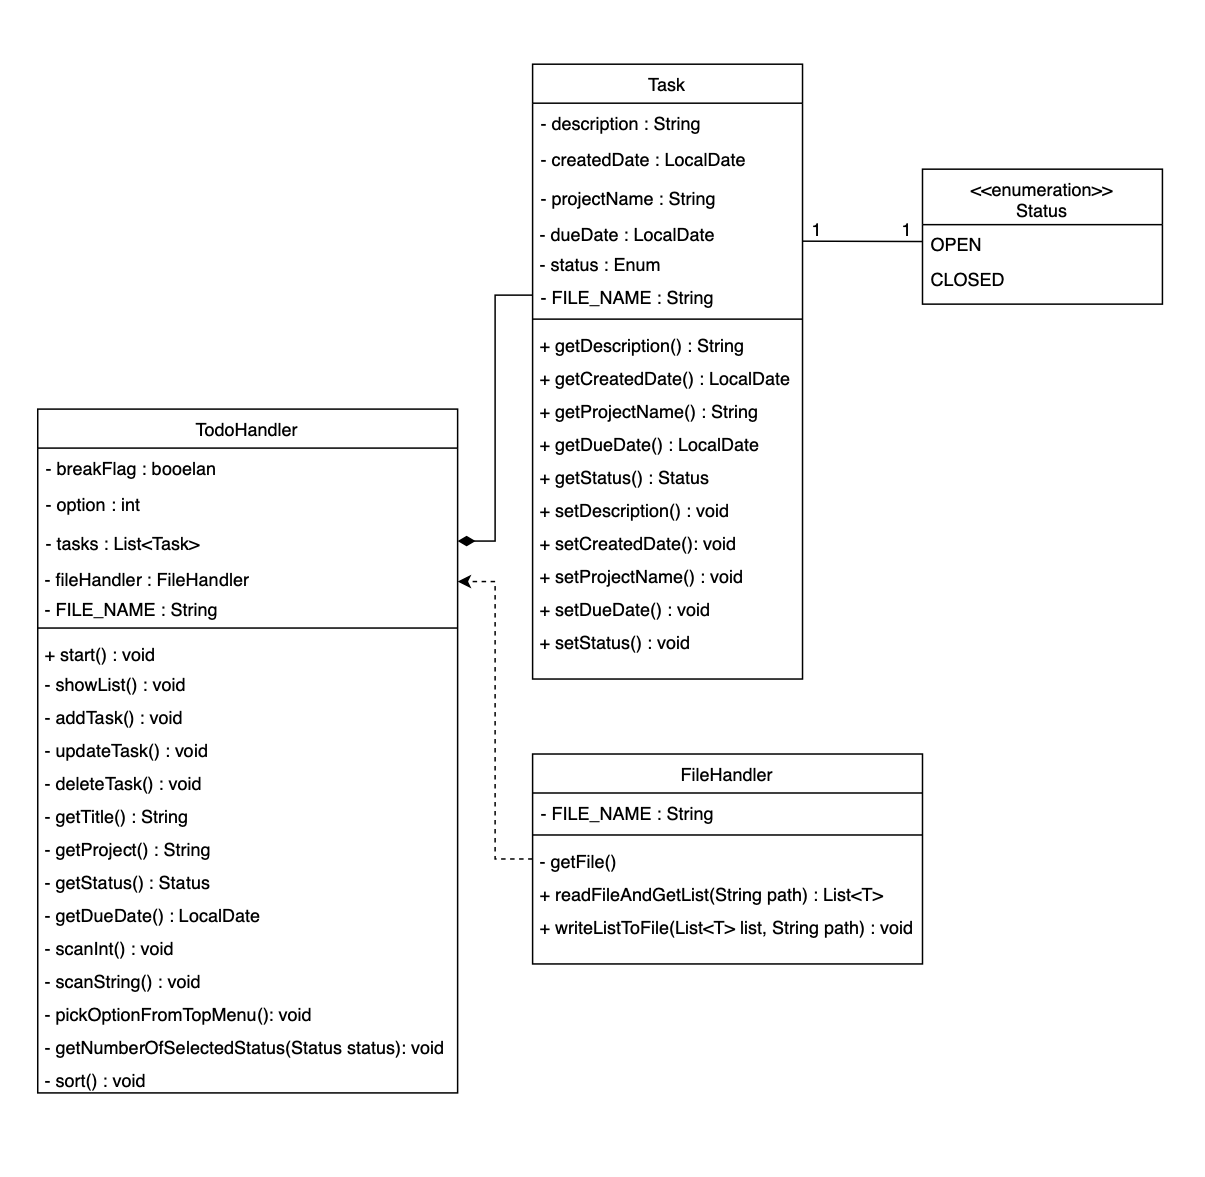 Task
- description : String
- createdDate : LocalDate
- projectName : String
- dueDate : LocalDate
- status : Enum
- FILE_NAME : String
+ getDescription() : String
+ getCreatedDate() : LocalDate
+ getProjectName() : String
+ getDueDate() : LocalDate
+ getStatus() : Status
+ setDescription() : void
+ setCreatedDate(): void
+ setProjectName() : void
+ setDueDate() : void
+ setStatus() : void
1
1
<<enumeration>>
Status
OPEN
CLOSED
TodoHandler
- breakFlag : booelan
- option : int
- tasks : List<Task>
- fileHandler : FileHandler
- FILE_NAME : String
+ start() : void
- showList() : void
- addTask() : void
- updateTask() : void
- deleteTask() : void
- getTitle() : String
- getProject() : String
- getStatus() : Status
- getDueDate() : LocalDate
- scanInt() : void
- scanString() : void
- pickOptionFromTopMenu(): void
- getNumberOfSelectedStatus(Status status): void
- sort() : void
FileHandler
- FILE_NAME : String
- getFile()
+ readFileAndGetList(String path) : List<T>
+ writeListToFile(List<T> list, String path) : void